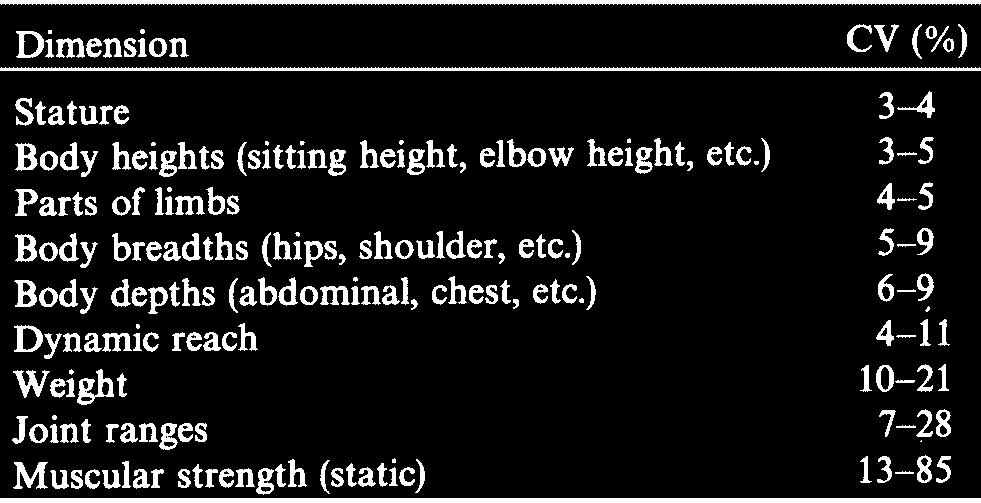 Dimension CV (%)
Stature 3–4
Body heights (sitting height, elbow height, etc.) 3–5
Parts of limbs 4–5
Body breadths (hips, shoulder, etc.) 5–9
Body depths (abdominal, chest, etc.) 6–9
Dynamic reach 4–11
Weight 10–21
Joint ranges 7–28
Muscular strength (static) 13–85